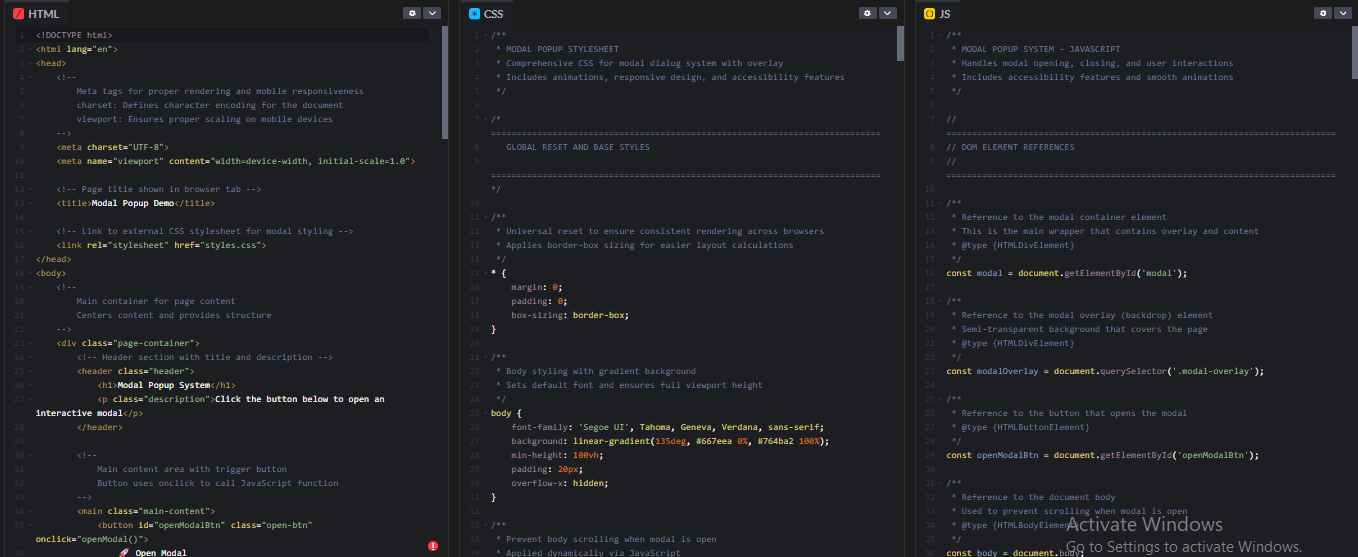 HTML
1 <!DOCTYPE html>
2 <html lang="en">
3 <head>
4 <!--
5 Meta tags for proper rendering and mobile responsiveness
6 charset: Defines character encoding for the document
7 viewport: Ensures proper scaling on mobile devices
8 -->
9 <meta charset="UTF-8">
10 <meta name="viewport" content="width=device-width, initial-scale=1.0">
11
12 <!-- Page title shown in browser tab -->
13 <title>Modal Popup Demo</title>
14
15 <!-- Link to external CSS stylesheet for modal styling -->
16 <link rel="stylesheet" href="styles.css">
17 </head>
18 <body>
19 <!--
20 Main container for page content
21 Centers content and provides structure
22 -->
23 <div class="page-container">
24 <!-- Header section with title and description -->
25 <header class="header">
26 <h1>Modal Popup System</h1>
27 <p class="description">Click the button below to open an
interactive modal</p>
28 </header>
29
30 <!--
31 Main content area with trigger button
32 Button uses onclick to call JavaScript function
33 -->
34 <main class="main-content">
35 <button id="openModalBtn" class="open-btn"
onclick="openModal()">
36 🚀 Open Modal
CSS
1 /**
2 * MODAL POPUP STYLESHEET
3 * Comprehensive CSS for modal dialog system with overlay
4 * Includes animations, responsive design, and accessibility features
5 */
6
7 /*
============================================================================
8 GLOBAL RESET AND BASE STYLES
9
============================================================================
*/
10
11 /**
12 * Universal reset to ensure consistent rendering across browsers
13 * Applies border-box sizing for easier layout calculations
14 */
15 * {
16 margin: 0;
17 padding: 0;
18 box-sizing: border-box;
19 }
20
21 /**
22 * Body styling with gradient background
23 * Sets default font and ensures full viewport height
24 */
25 body {
26 font-family: 'Segoe UI', Tahoma, Geneva, Verdana, sans-serif;
27 background: linear-gradient(135deg, #667eea 0%, #764ba2 100%);
28 min-height: 100vh;
29 padding: 20px;
30 overflow-x: hidden;
31 }
32
33 /**
34 * Prevent body scrolling when modal is open
35 * Applied dynamically via JavaScript
JS
1 /**
2 * MODAL POPUP SYSTEM - JAVASCRIPT
3 * Handles modal opening, closing, and user interactions
4 * Includes accessibility features and smooth animations
5 */
6
7 //
============================================================================
8 // DOM ELEMENT REFERENCES
9 //
============================================================================
10
11 /**
12 * Reference to the modal container element
13 * This is the main wrapper that contains overlay and content
14 * @type {HTMLDivElement}
15 */
16 const modal = document.getElementById('modal');
17
18 /**
19 * Reference to the modal overlay (backdrop) element
20 * Semi-transparent background that covers the page
21 * @type {HTMLDivElement}
22 */
23 const modalOverlay = document.querySelector('.modal-overlay');
24
25 /**
26 * Reference to the button that opens the modal
27 * @type {HTMLButtonElement}
28 */
29 const openModalBtn = document.getElementById('openModalBtn');
30
31 /**
32 * Reference to the document body
33 * Used to prevent scrolling when modal is open
34 * @type {HTMLBodyElement}
35 */
36 const body = document.body;
Activate Windows
Go to Settings to activate Windows.